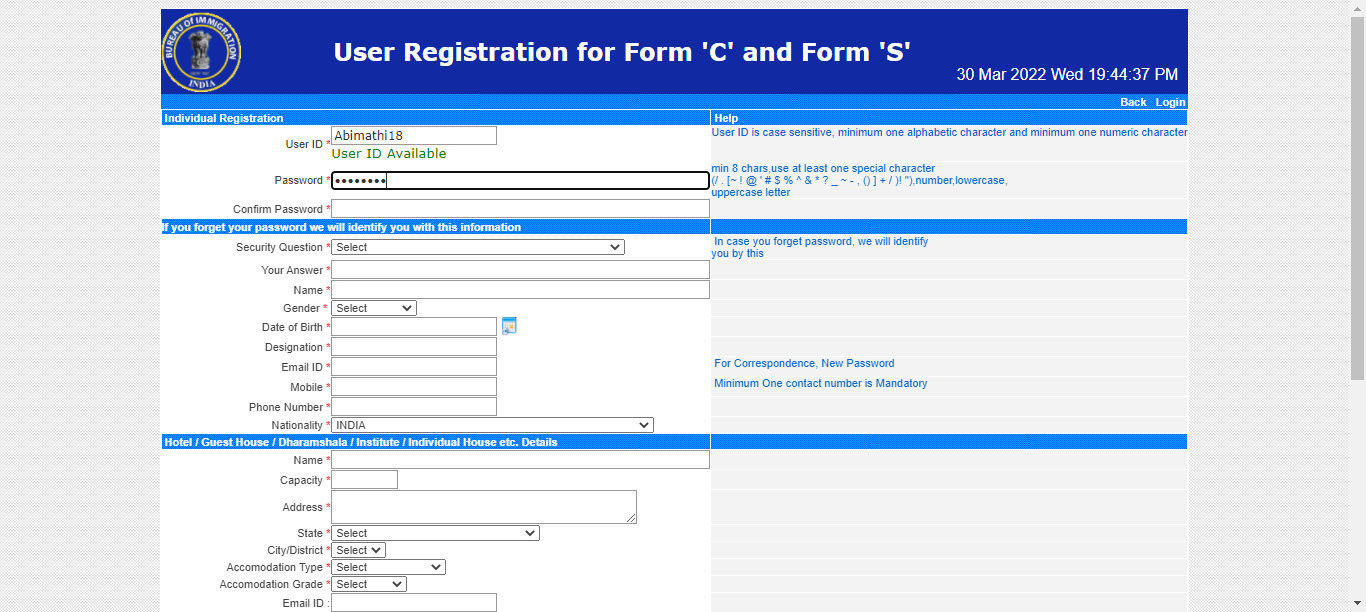 BUREAU OF IMMIGRATION
INDIA
User Registration for Form 'C' and Form 'S'
30 Mar 2022 Wed 19:44:37 PM
Back Login
Individual Registration Help
User ID * Abimathi18 User ID is case sensitive, minimum one alphabetic character and minimum one numeric character
User ID Available
Password * •••••••• min 8 chars,use at least one special character
(/ . [~ ! @ ' # $ % ^ & * ? _ ~ - , () ] + / )! "),number,lowercase,
uppercase letter
Confirm Password *
If you forget your password we will identify you with this information
Security Question * Select In case you forget password, we will identify
you by this
Your Answer *
Name *
Gender * Select
Date of Birth *
Designation *
Email ID * For Correspondence, New Password
Mobile * Minimum One contact number is Mandatory
Phone Number *
Nationality * INDIA
Hotel / Guest House / Dharamshala / Institute / Individual House etc. Details
Name *
Capacity *
Address *
State * Select
City/District * Select
Accomodation Type * Select
Accomodation Grade * Select
Email ID :